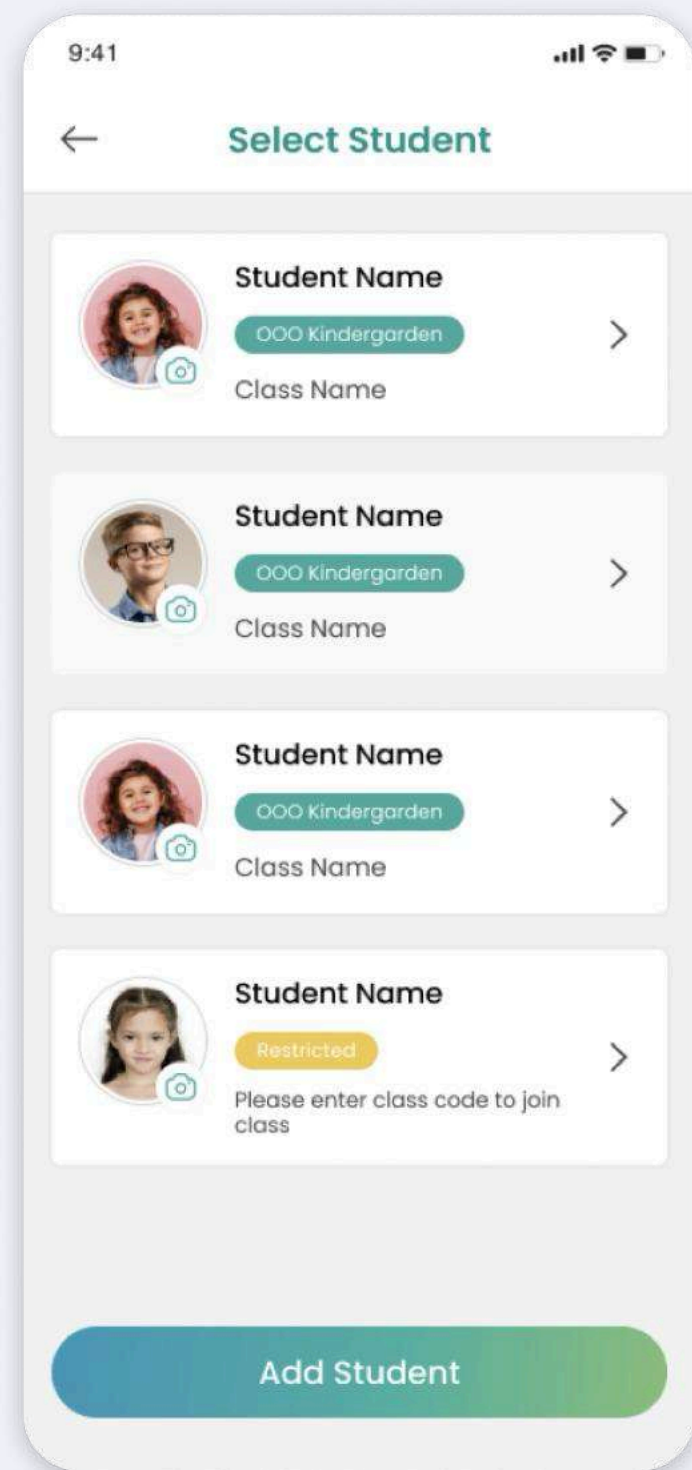 9:41
Select Student
Student Name
OOO Kindergarden
Class Name
Student Name
OOO Kindergarden
Class Name
Student Name
OOO Kindergarden
Class Name
Student Name
Restricted
Please enter class code to join
class
Add Student